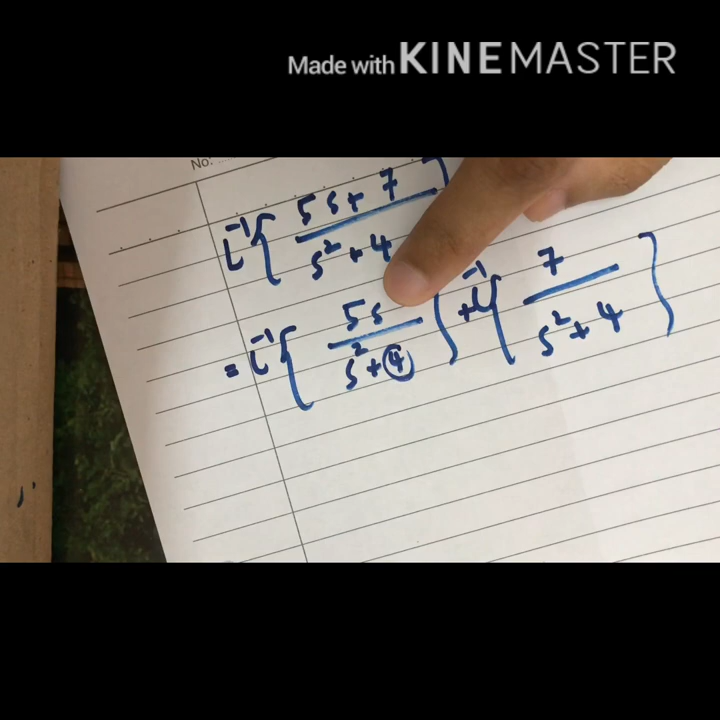 Made with KINEMASTER
No:
L⁻¹{ (5s + 7)/(s² + 4) }
= L⁻¹{ 5s/(s² + 4) } + L⁻¹{ 7/(s² + 4) }